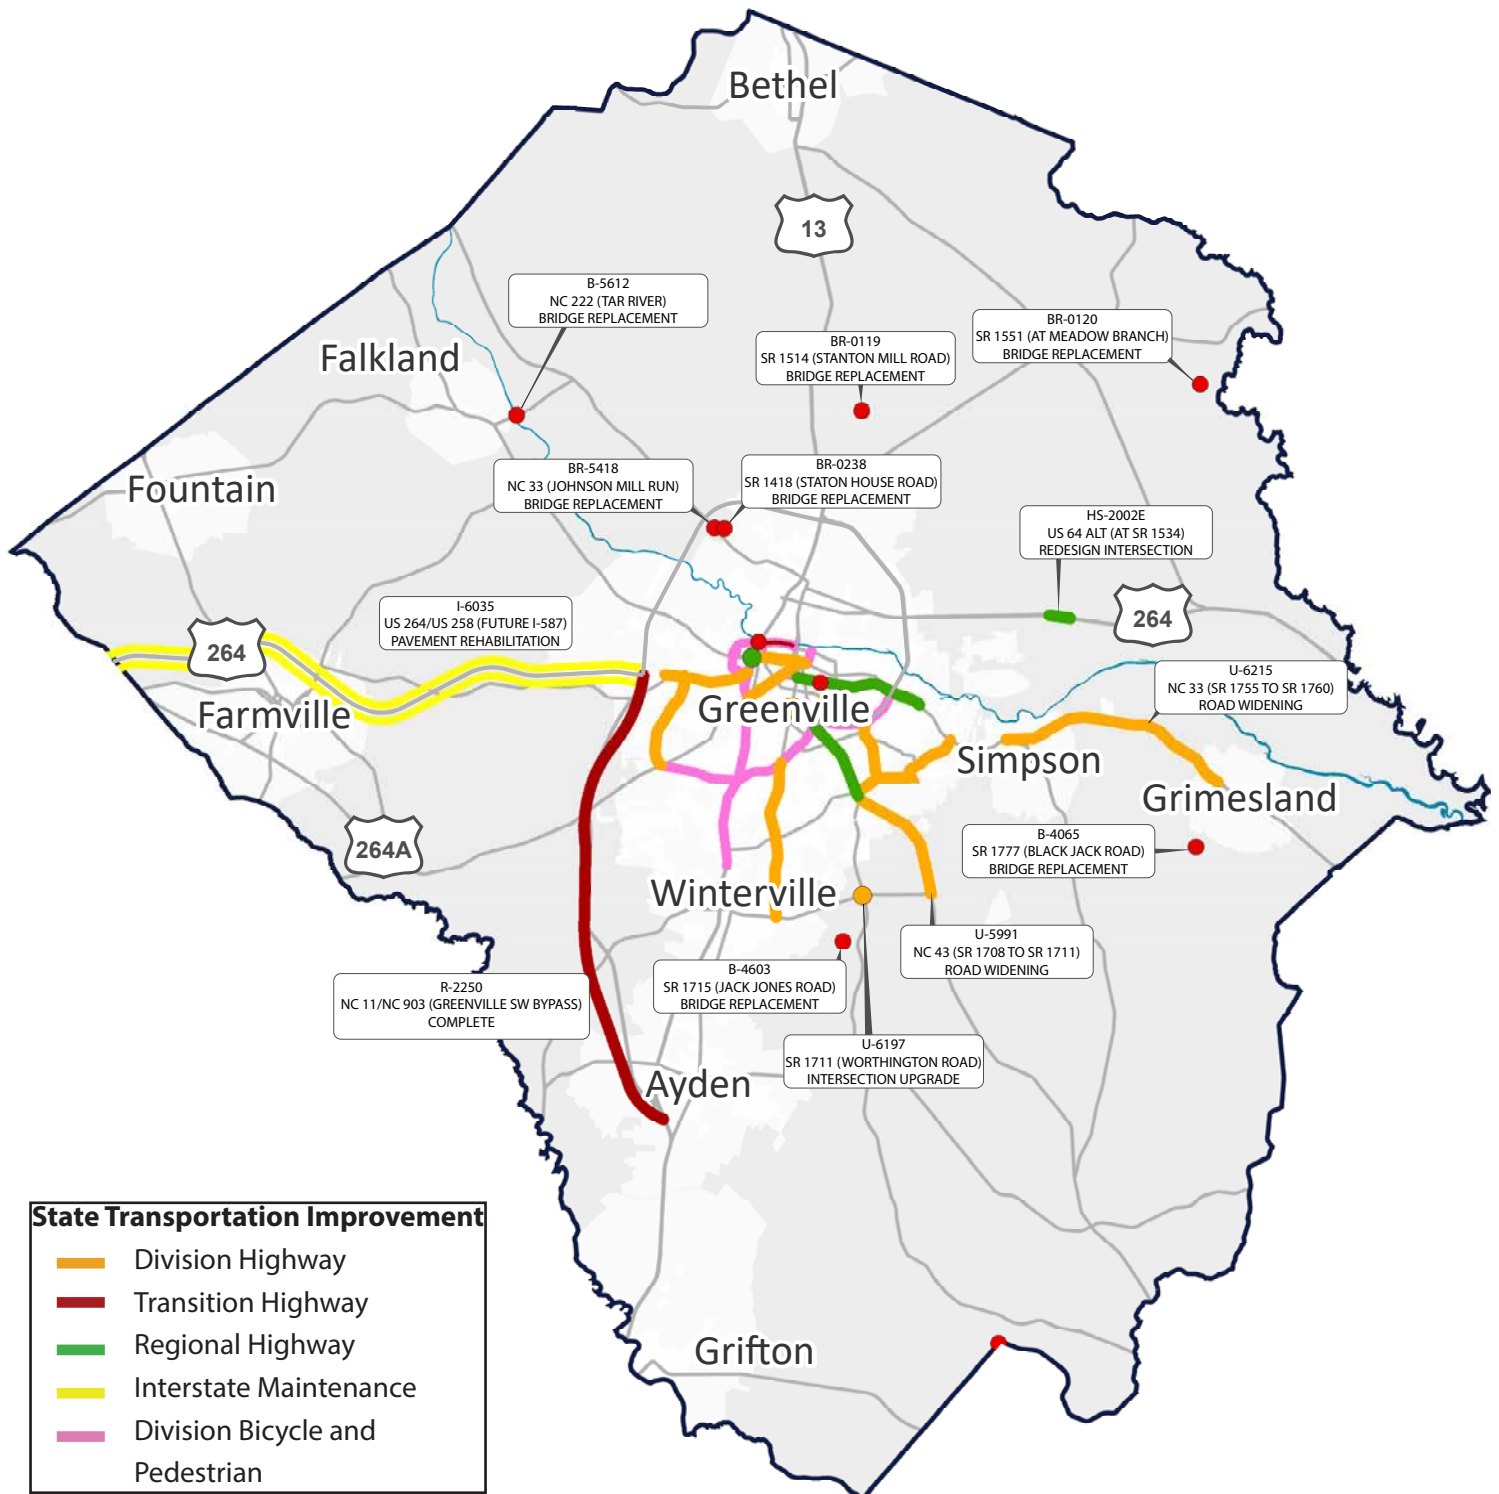 Bethel
13
B-5612
NC 222 (TAR RIVER)
BRIDGE REPLACEMENT
BR-0120
SR 1551 (AT MEADOW BRANCH)
BRIDGE REPLACEMENT
BR-0119
SR 1514 (STANTON MILL ROAD)
BRIDGE REPLACEMENT
Falkland
Fountain
BR-5418
NC 33 (JOHNSON MILL RUN)
BRIDGE REPLACEMENT
BR-0238
SR 1418 (STATON HOUSE ROAD)
BRIDGE REPLACEMENT
HS-2002E
US 64 ALT (AT SR 1534)
REDESIGN INTERSECTION
264
I-6035
US 264/US 258 (FUTURE I-587)
PAVEMENT REHABILITATION
264
U-6215
NC 33 (SR 1755 TO SR 1760)
ROAD WIDENING
Farmville
Greenville
Simpson
Grimesland
264A
B-4065
SR 1777 (BLACK JACK ROAD)
BRIDGE REPLACEMENT
Winterville
U-5991
NC 43 (SR 1708 TO SR 1711)
ROAD WIDENING
B-4603
SR 1715 (JACK JONES ROAD)
BRIDGE REPLACEMENT
R-2250
NC 11/NC 903 (GREENVILLE SW BYPASS)
COMPLETE
U-6197
SR 1711 (WORTHINGTON ROAD)
INTERSECTION UPGRADE
Ayden
Grifton
State Transportation Improvement
Division Highway
Transition Highway
Regional Highway
Interstate Maintenance
Division Bicycle and
Pedestrian